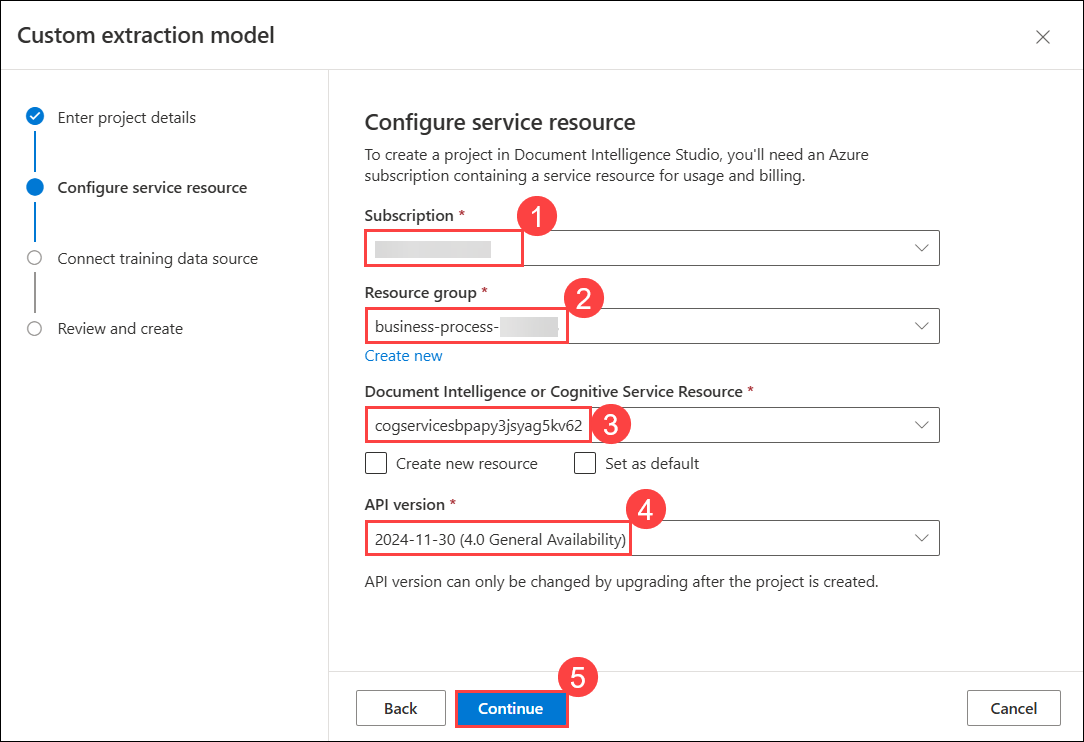 Custom extraction model
Enter project details
Configure service resource
Connect training data source
Review and create
Configure service resource
To create a project in Document Intelligence Studio, you'll need an Azure
subscription containing a service resource for usage and billing.
Subscription *
1
Resource group *
2
business-process-
Create new
Document Intelligence or Cognitive Service Resource *
cogservicesbpapy3jsyag5kv62
3
Create new resource
Set as default
API version *
4
2024-11-30 (4.0 General Availability)
API version can only be changed by upgrading after the project is created.
5
Back
Continue
Cancel